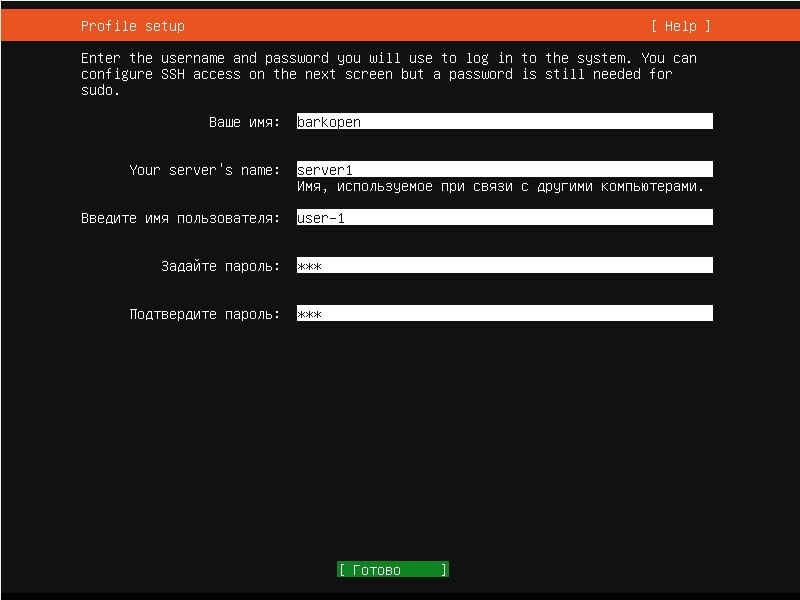 Profile setup [ Help ]
Enter the username and password you will use to log in to the system. You can
configure SSH access on the next screen but a password is still needed for
sudo.
Ваше имя: barkopen
Your server's name: server1
Имя, используемое при связи с другими компьютерами.
Введите имя пользователя: user-1
Задайте пароль: ***
Подтвердите пароль: ***
[ Готово ]